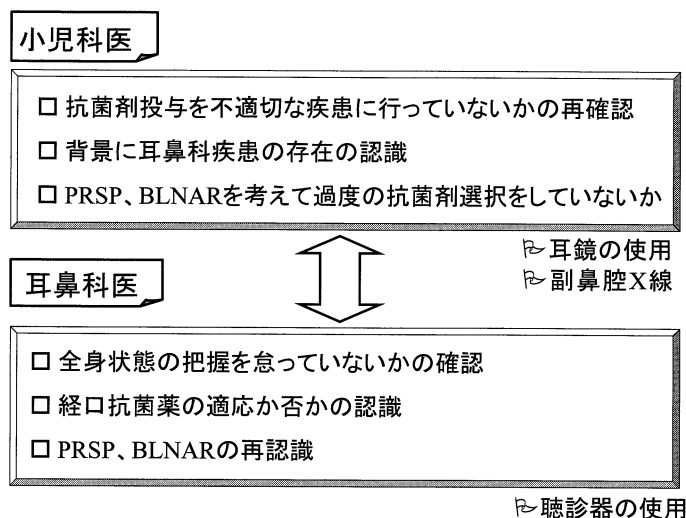 小児科医
□ 抗菌剤投与を不適切な疾患に行っていないかの再確認
□ 背景に耳鼻科疾患の存在の認識
□ PRSP、BLNARを考えて過度の抗菌剤選択をしていないか
耳鏡の使用
副鼻腔X線
耳鼻科医
□ 全身状態の把握を怠っていないかの確認
□ 経口抗菌薬の適応か否かの認識
□ PRSP、BLNARの再認識
聴診器の使用